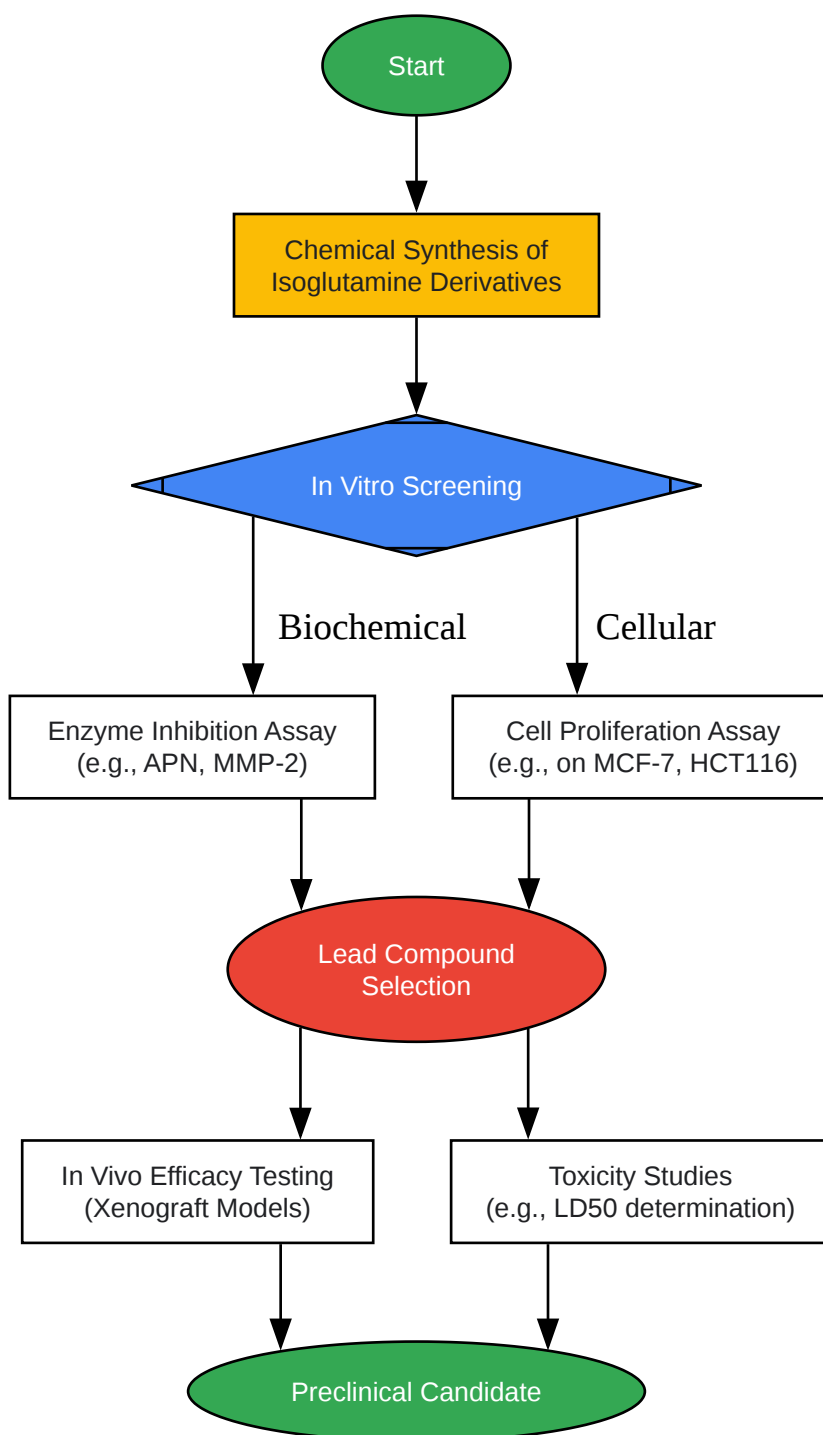 Start
Chemical Synthesis of
Isoglutamine Derivatives
In Vitro Screening
Biochemical
Cellular
Enzyme Inhibition Assay
(e.g., APN, MMP-2)
Cell Proliferation Assay
(e.g., on MCF-7, HCT116)
Lead Compound
Selection
In Vivo Efficacy Testing
(Xenograft Models)
Toxicity Studies
(e.g., LD50 determination)
Preclinical Candidate